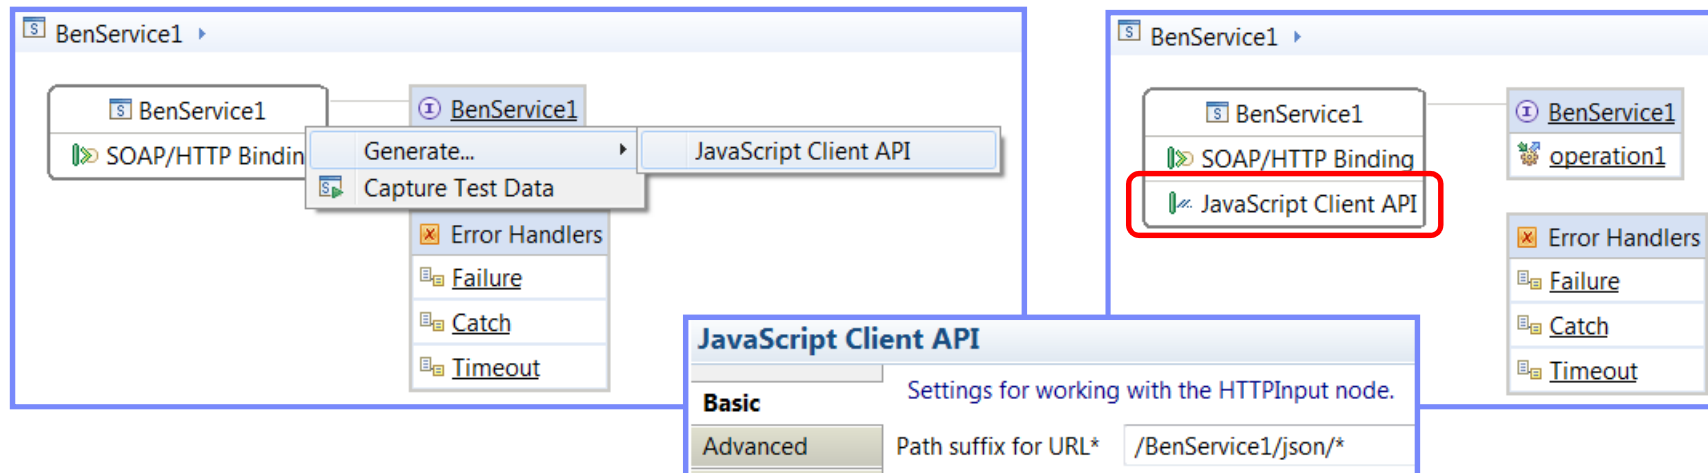 BenService1
BenService1
BenService1
SOAP/HTTP Bindin
Generate...
JavaScript Client API
Capture Test Data
Error Handlers
Failure
Catch
Timeout
BenService1
BenService1
SOAP/HTTP Binding
JavaScript Client API
BenService1
operation1
Error Handlers
Failure
Catch
Timeout
JavaScript Client API
Basic
Advanced
Settings for working with the HTTPInput node.
Path suffix for URL* /BenService1/json/*